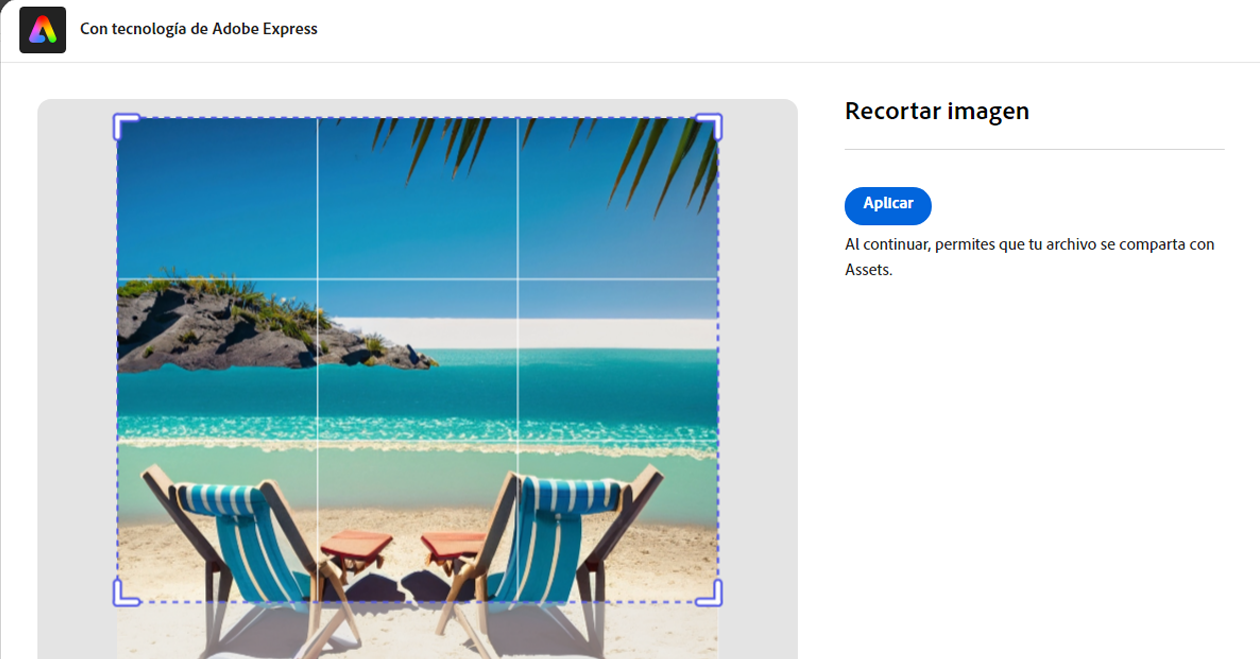 Con tecnología de Adobe Express
Recortar imagen
Aplicar
Al continuar, permites que tu archivo se comparta con
Assets.